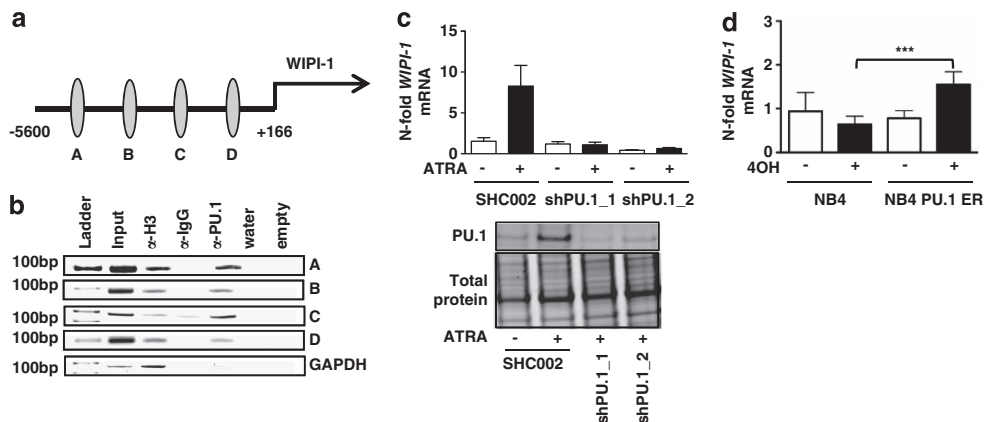 a
WIPI-1
-5600
+166
A B C D
b
Ladder
Input
α-H3
α-IgG
α-PU.1
water
empty
100bp A
100bp B
100bp C
100bp D
100bp GAPDH
c
N-fold WIPI-1
mRNA
15
10
5
0
ATRA - + - + - +
SHC002 shPU.1_1 shPU.1_2
PU.1
Total
protein
ATRA - + + +
SHC002
shPU.1_1
shPU.1_2
d
N-fold WIPI-1
mRNA
3
2
1
0
***
4OH - + - +
NB4 NB4 PU.1 ER